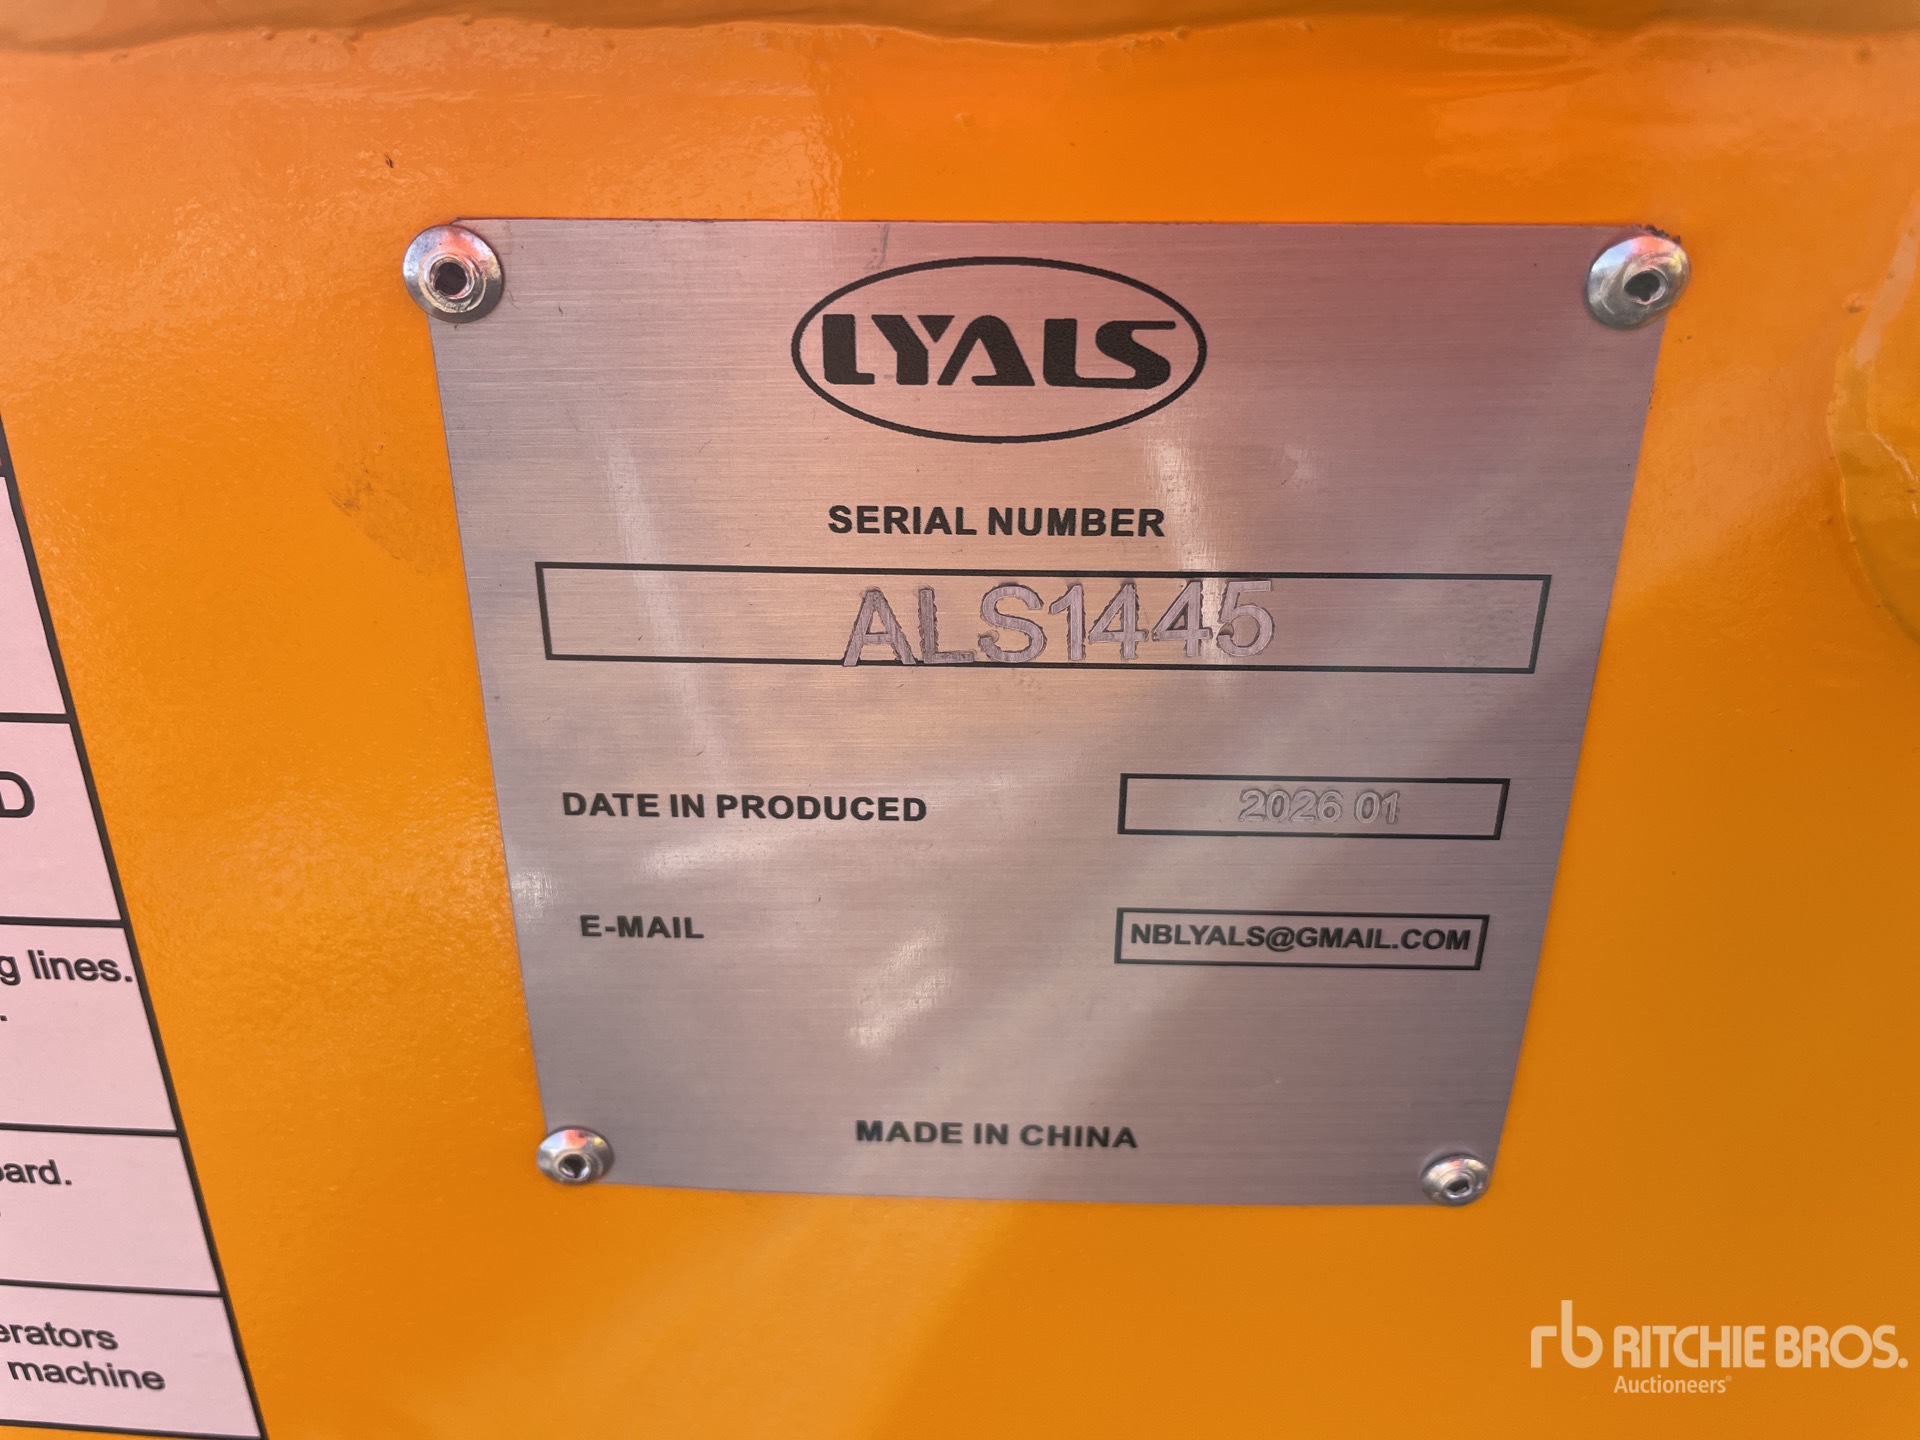 LYALS
SERIAL NUMBER
ALS1445
DATE IN PRODUCED 2026 01
E-MAIL NBLYALS@GMAIL.COM
MADE IN CHINA
D
g lines.
.
ard.
erators
machine
rb RITCHIE BROS.
Auctioneers